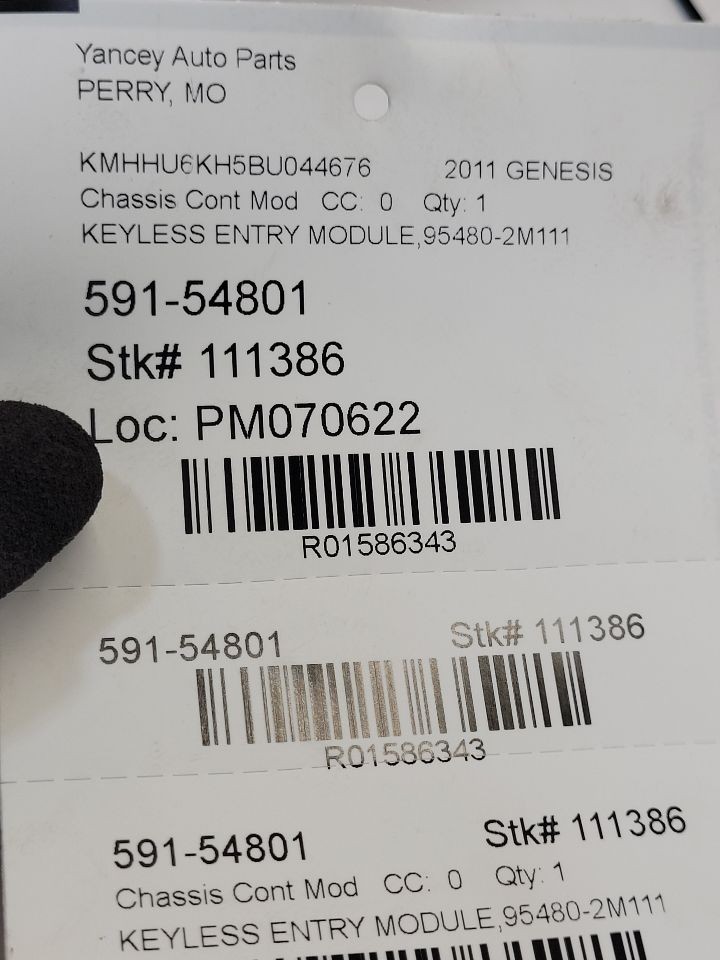 Yancey Auto Parts
PERRY, MO
KMHHU6KH5BU044676 2011 GENESIS
Chassis Cont Mod CC: 0 Qty: 1
KEYLESS ENTRY MODULE,95480-2M111
591-54801
Stk# 111386
Loc: PM070622
R01586343
591-54801 Stk# 111386
R01586343
591-54801 Stk# 111386
Chassis Cont Mod CC: 0 Qty: 1
KEYLESS ENTRY MODULE,95480-2M111